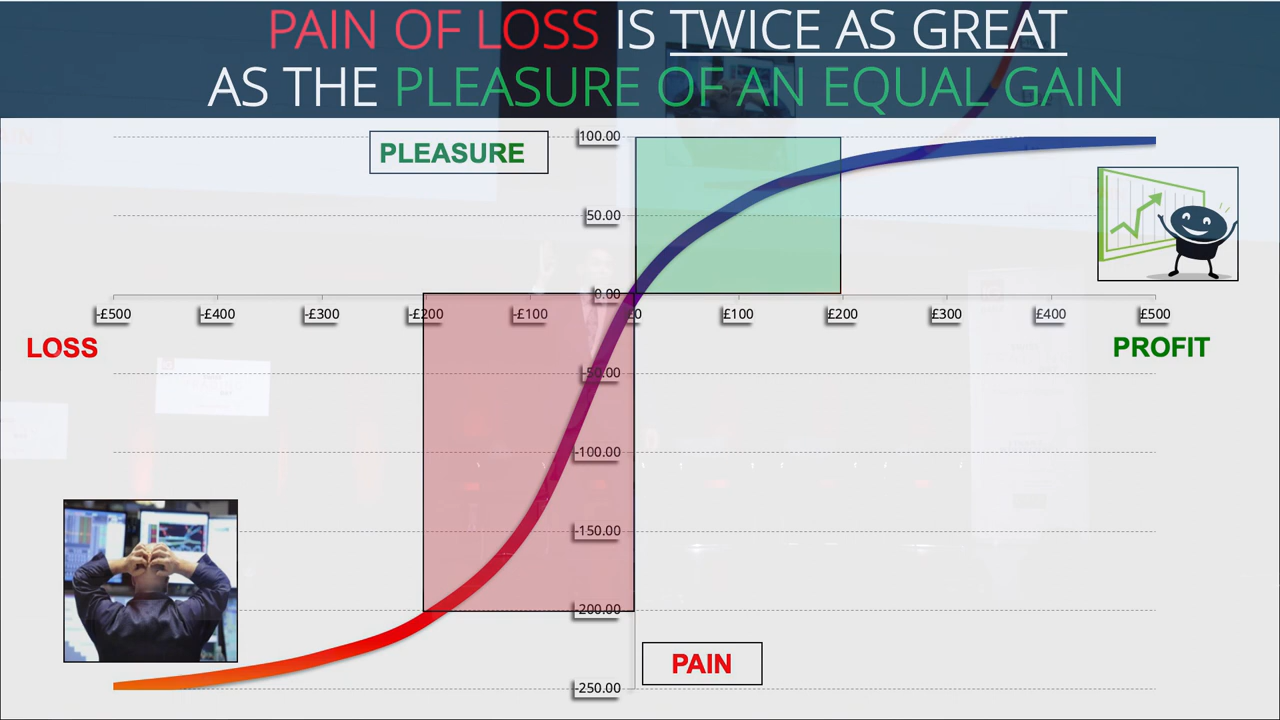 PAIN OF LOSS IS TWICE AS GREAT
AS THE PLEASURE OF AN EQUAL GAIN
PLEASURE
100.00
50.00
0.00
-£500 -£400 -£300 -£200 -£100 £0 £100 £200 £300 £400 £500
LOSS PROFIT
-50.00
-100.00
-150.00
-200.00
PAIN
-250.00